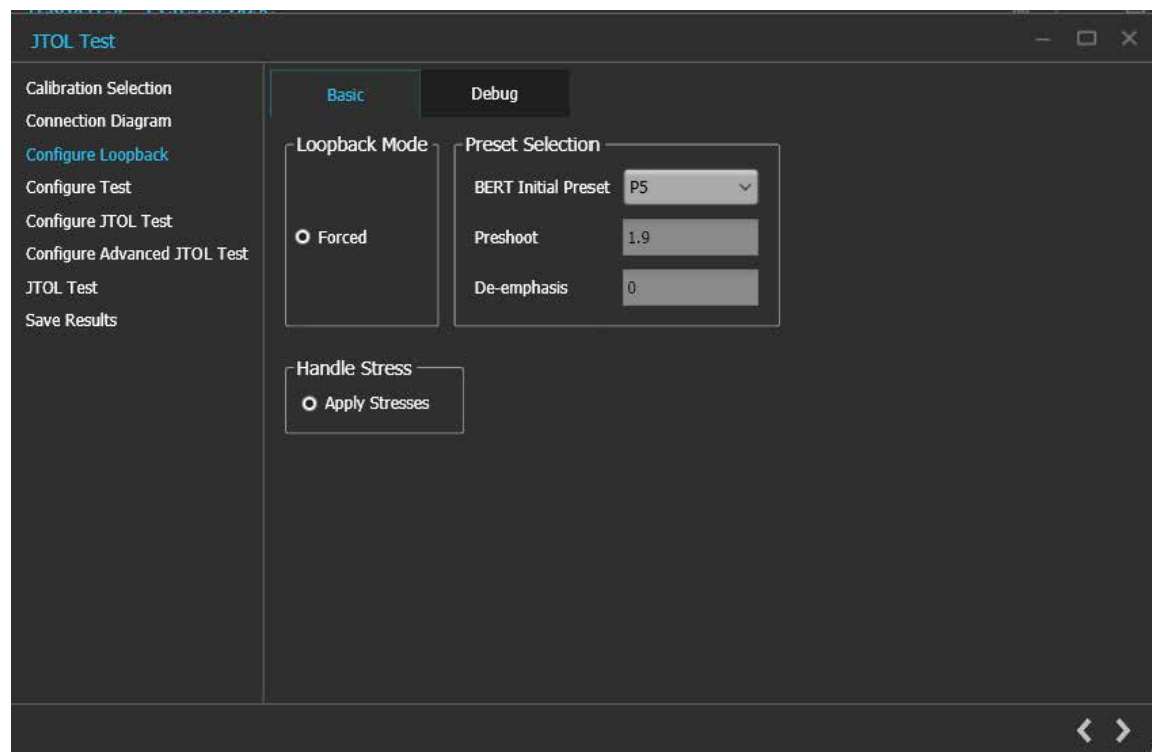 JTOL Test
Calibration Selection
Connection Diagram
Configure Loopback
Configure Test
Configure JTOL Test
Configure Advanced JTOL Test
JTOL Test
Save Results
Basic
Debug
Loopback Mode
Forced
Preset Selection
BERT Initial Preset P5
Preshoot 1.9
De-emphasis 0
Handle Stress
Apply Stresses